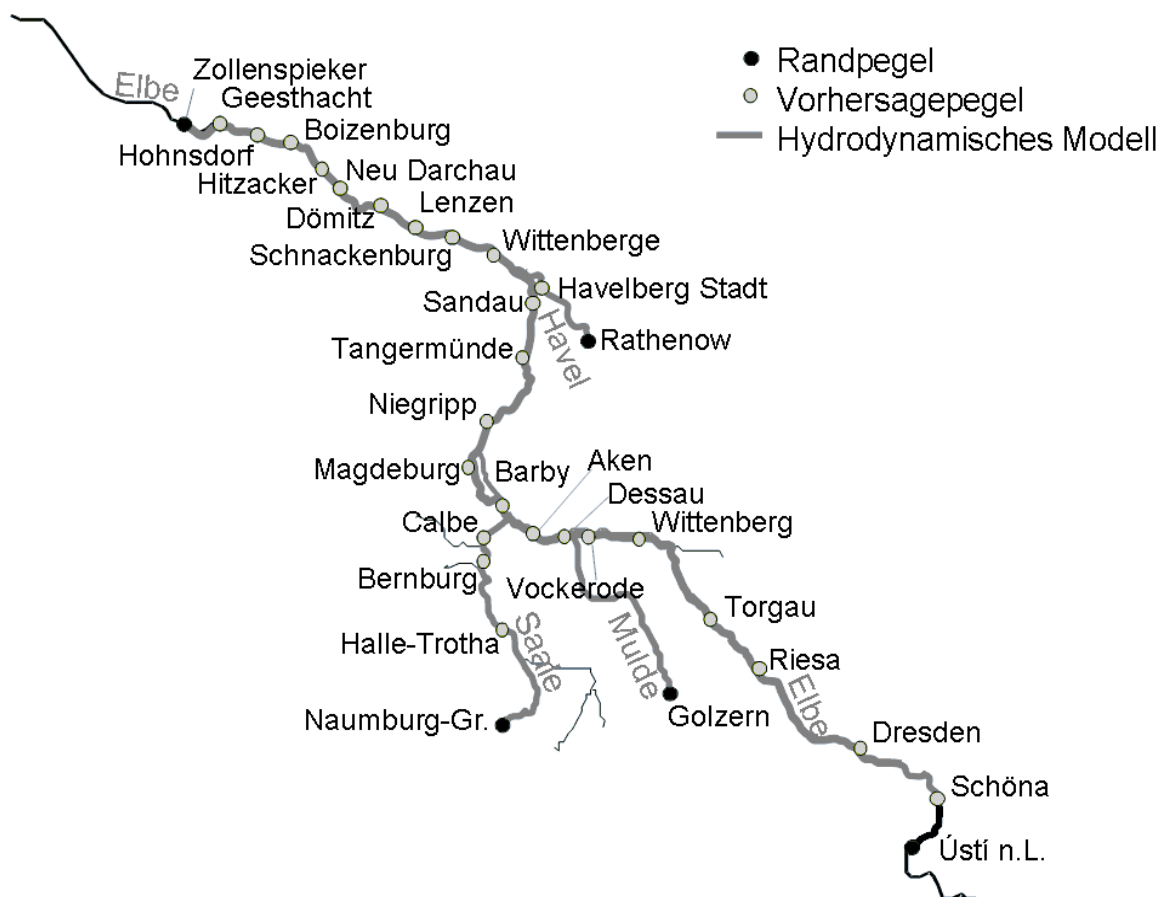 Zollenspieker
Elbe
Geesthacht
Boizenburg
Hohnsdorf
Hitzacker
Neu Darchau
Dömitz
Lenzen
Schnackenburg
Wittenberge
Havelberg Stadt
Sandau
Havel
Rathenow
Tangermünde
Niegripp
Magdeburg
Barby
Aken
Dessau
Calbe
Wittenberg
Bernburg
Vockerode
Torgau
Halle-Trotha
Saale
Mulde
Riesa
Elbe
Naumburg-Gr.
Golzern
Dresden
Schöna
Ústí n.L.
Randpegel
Vorhersagepegel
Hydrodynamisches Modell